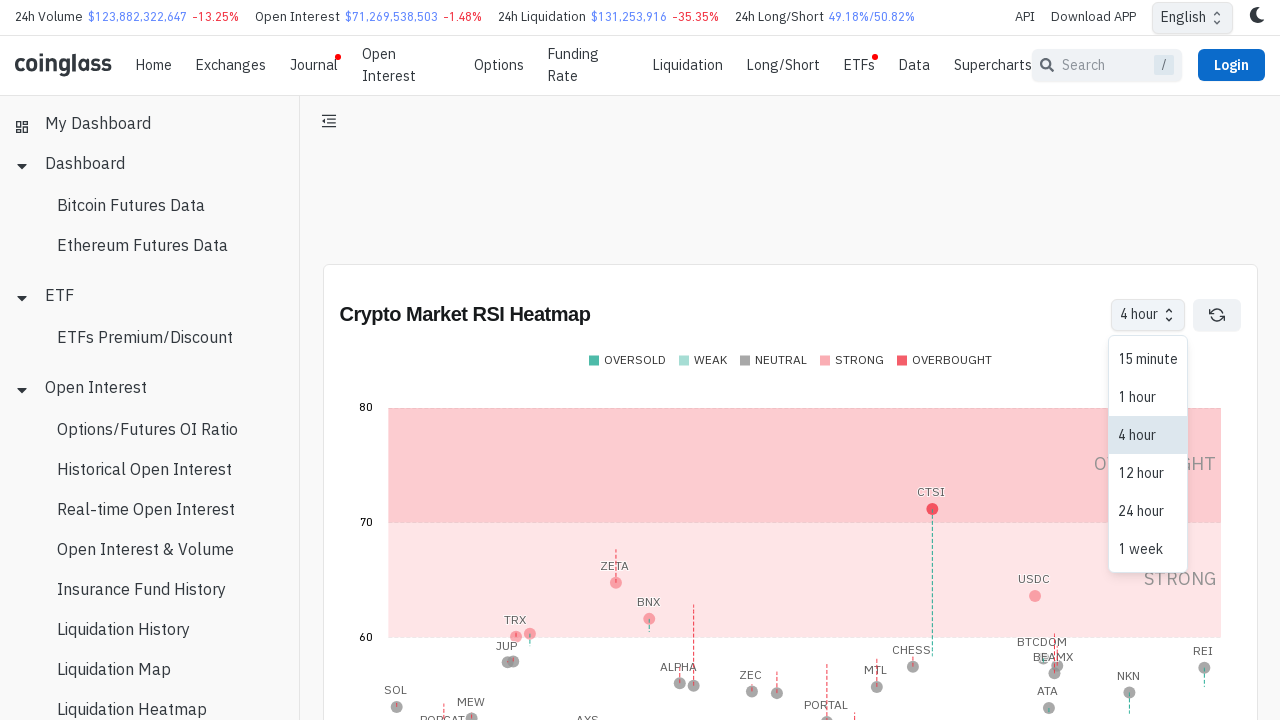 24h Volume $123,882,322,647 -13.25% Open Interest $71,269,538,503 -1.48% 24h Liquidation $131,253,916 -35.35% 24h Long/Short 49.18%/50.82% API Download APP English
coinglass Home Exchanges Journal Open Interest Options Funding Rate Liquidation Long/Short ETFs Data Supercharts Search / Login
My Dashboard
Dashboard
Bitcoin Futures Data
Ethereum Futures Data
ETF
ETFs Premium/Discount
Open Interest
Options/Futures OI Ratio
Historical Open Interest
Real-time Open Interest
Open Interest & Volume
Insurance Fund History
Liquidation History
Liquidation Map
Liquidation Heatmap
Crypto Market RSI Heatmap
4 hour
15 minute
1 hour
4 hour
12 hour
24 hour
1 week
OVERSOLD WEAK NEUTRAL STRONG OVERBOUGHT
80
70
CTSI
ZETA
USDC
STRONG
BNX
TRX
60
JUP
CHESS
BTCDOM
BEAMX
REI
ALPHA
ZEC
MTL
NKN
SOL
MEW
ATA
PORTAL
POPCAT
AXS